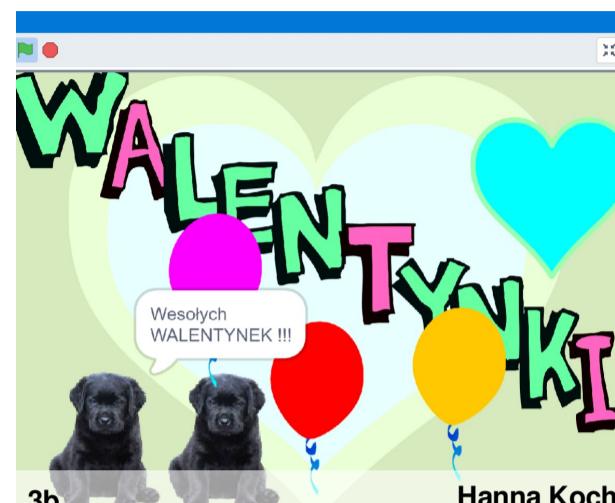 WALENTYNKI
Wesołych
WALENTYNEK !!!
3b
Hanna Koch